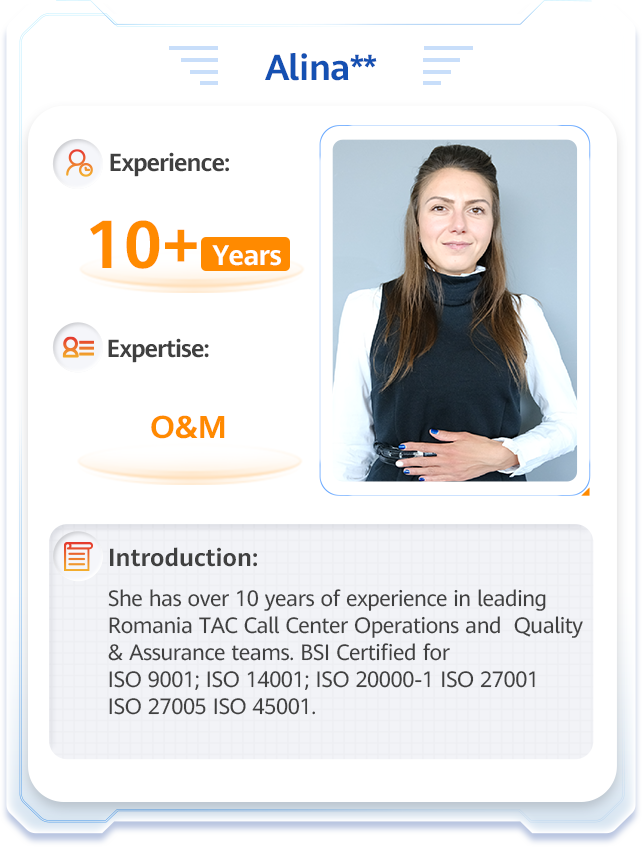 Alina**
Experience:
10+ Years
Expertise:
O&M
Introduction:
She has over 10 years of experience in leading
Romania TAC Call Center Operations and  Quality
& Assurance teams. BSI Certified for
ISO 9001; ISO 14001; ISO 20000-1 ISO 27001
ISO 27005 ISO 45001.